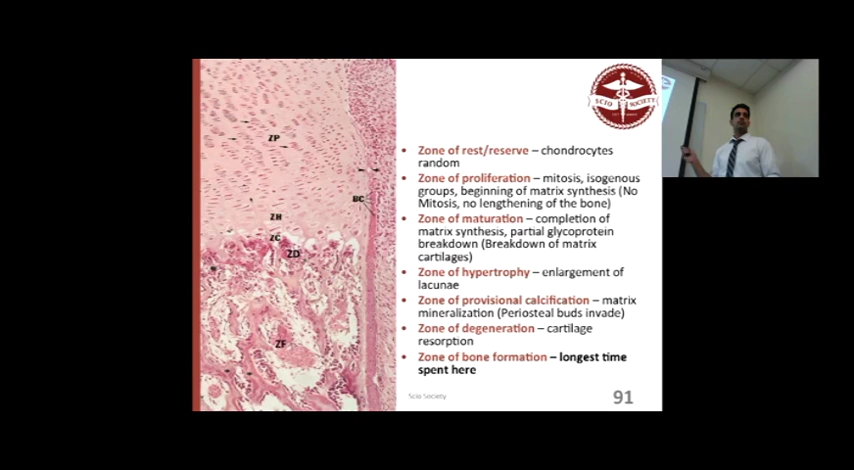 SCIO SOCIETY
• Zone of rest/reserve – chondrocytes
random
• Zone of proliferation – mitosis, isogenous
groups, beginning of matrix synthesis (No
Mitosis, no lengthening of the bone)
• Zone of maturation – completion of
matrix synthesis, partial glycoprotein
breakdown (Breakdown of matrix
cartilages)
• Zone of hypertrophy – enlargement of
lacunae
• Zone of provisional calcification – matrix
mineralization (Periosteal buds invade)
• Zone of degeneration – cartilage
resorption
• Zone of bone formation – longest time
spent here
ZP
BC
ZH
ZC
ZD
ZF
Scio Society
91